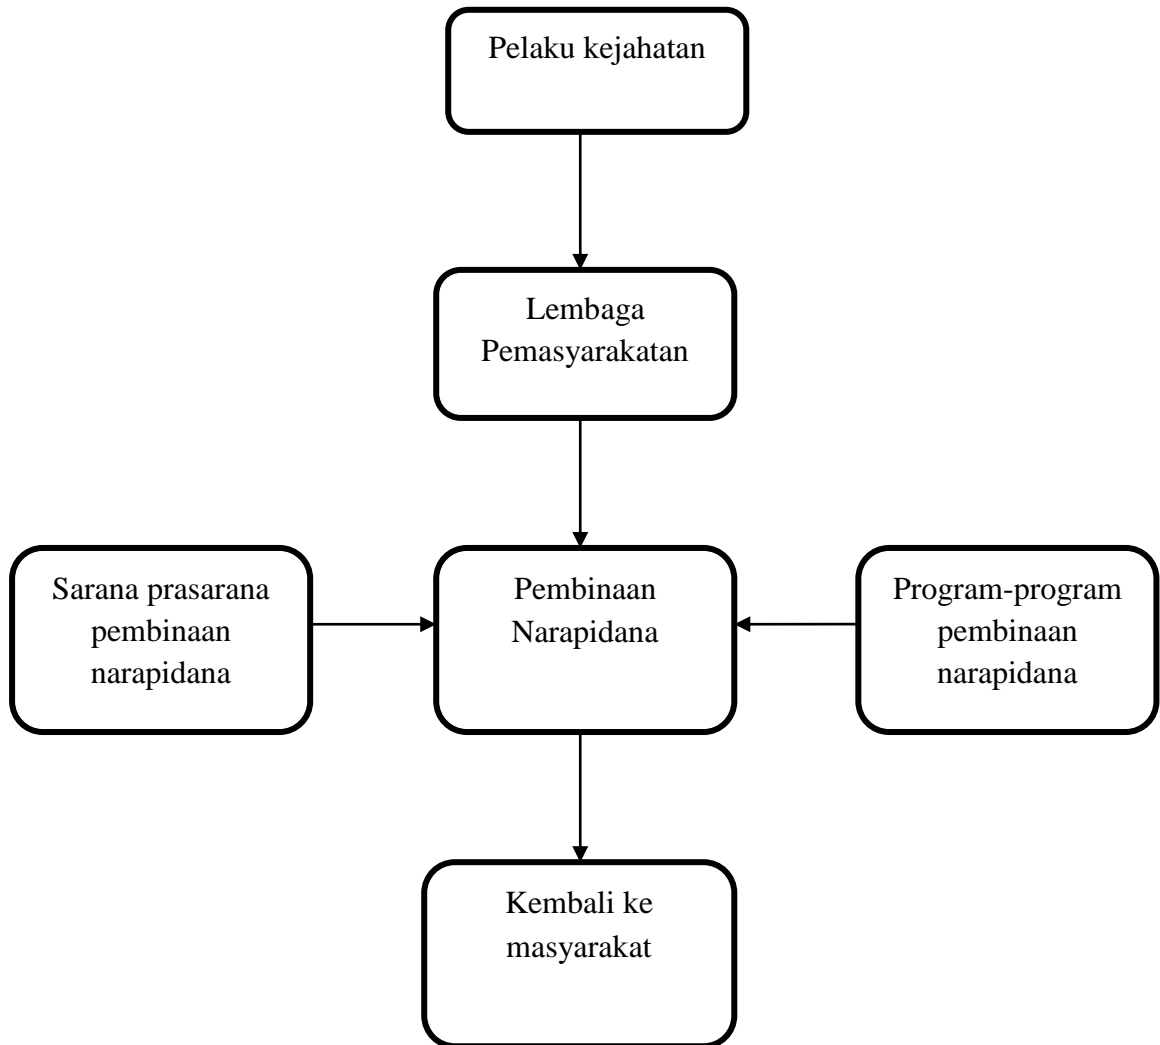 Pelaku kejahatan
Lembaga
Pemasyarakatan
Sarana prasarana
pembinaan
narapidana
Pembinaan
Narapidana
Program-program
pembinaan
narapidana
Kembali ke
masyarakat